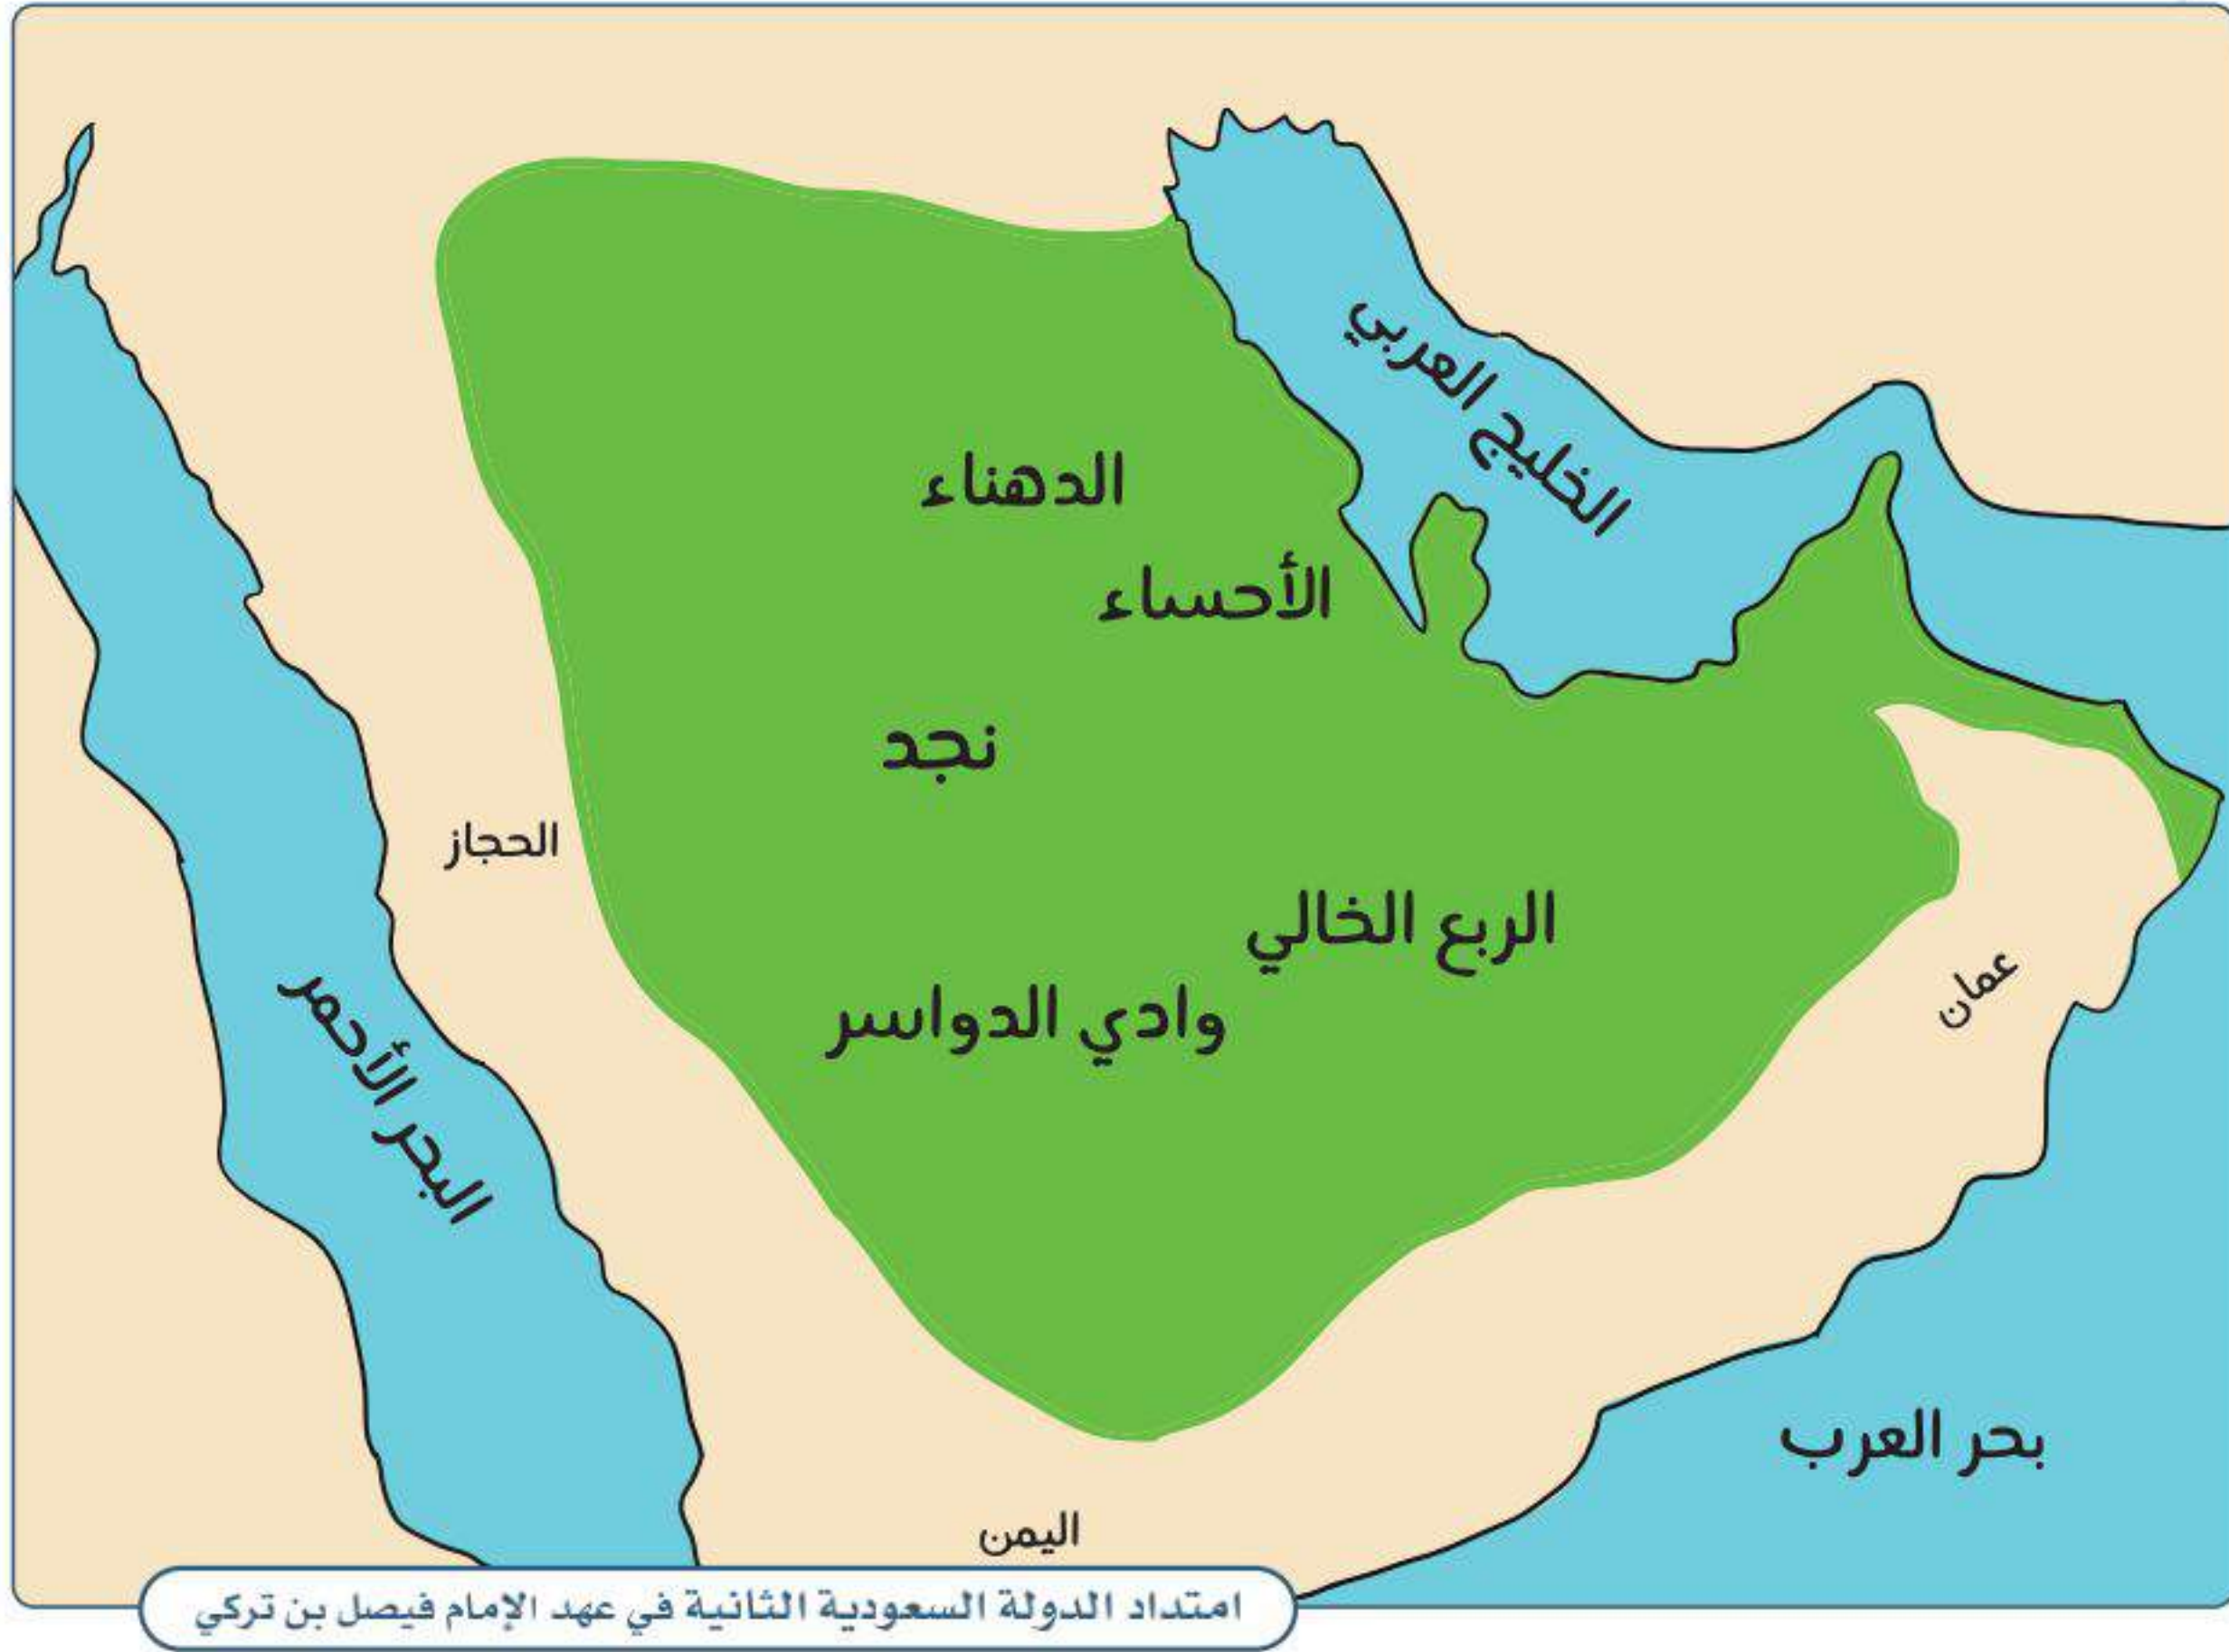 الخليج العربي
الدهناء
الأحساء
نجد
الحجاز
الربع الخالي
عمان
وادي الدواسر
البحر الأحمر
بحر العرب
اليمن
امتداد الدولة السعودية الثانية في عهد الإمام فيصل بن تركي